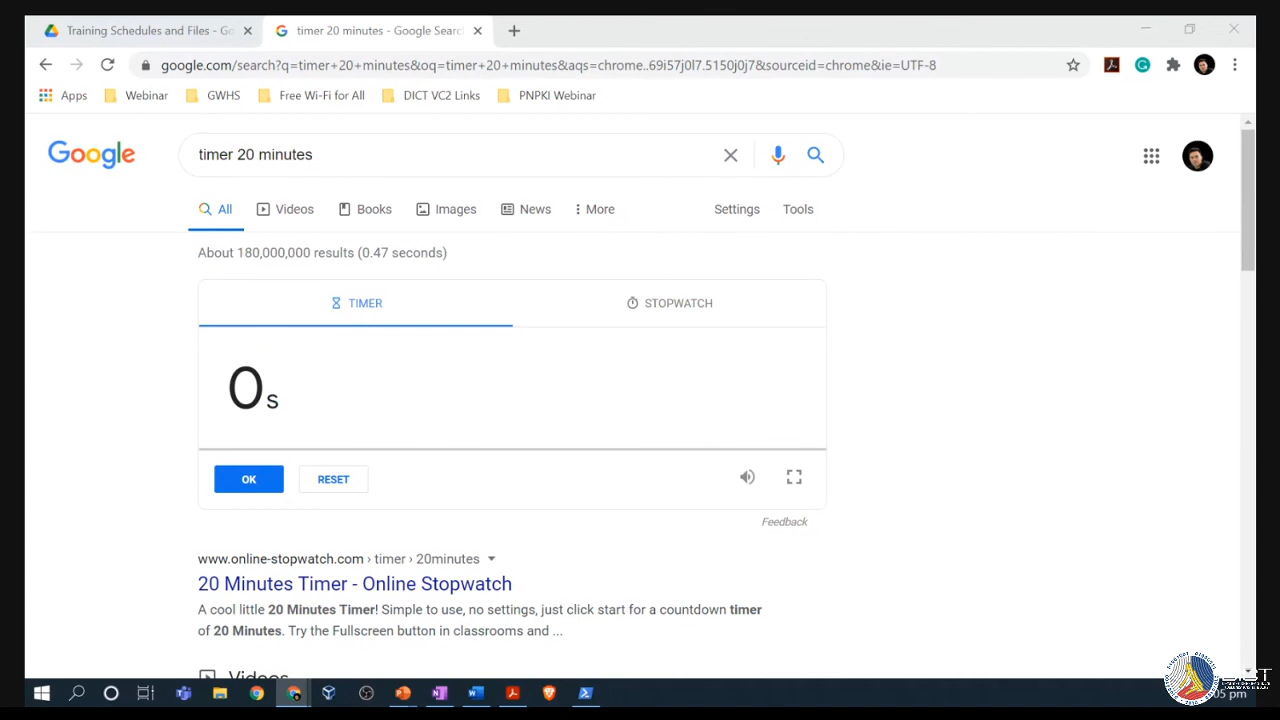 Training Schedules and Files - Go
timer 20 minutes - Google Searc
google.com/search?q=timer+20+minutes&oq=timer+20+minutes&aqs=chrome..69i57j0l7.5150j0j7&sourceid=chrome&ie=UTF-8
Apps Webinar GWHS Free Wi-Fi for All DICT VC2 Links PNPKI Webinar
Google
timer 20 minutes
All Videos Books Images News More Settings Tools
About 180,000,000 results (0.47 seconds)
TIMER STOPWATCH
0s
OK RESET
Feedback
www.online-stopwatch.com › timer › 20minutes
20 Minutes Timer - Online Stopwatch
A cool little 20 Minutes Timer! Simple to use, no settings, just click start for a countdown timer
of 20 Minutes. Try the Fullscreen button in classrooms and ...
Videos
DICT
05 pm